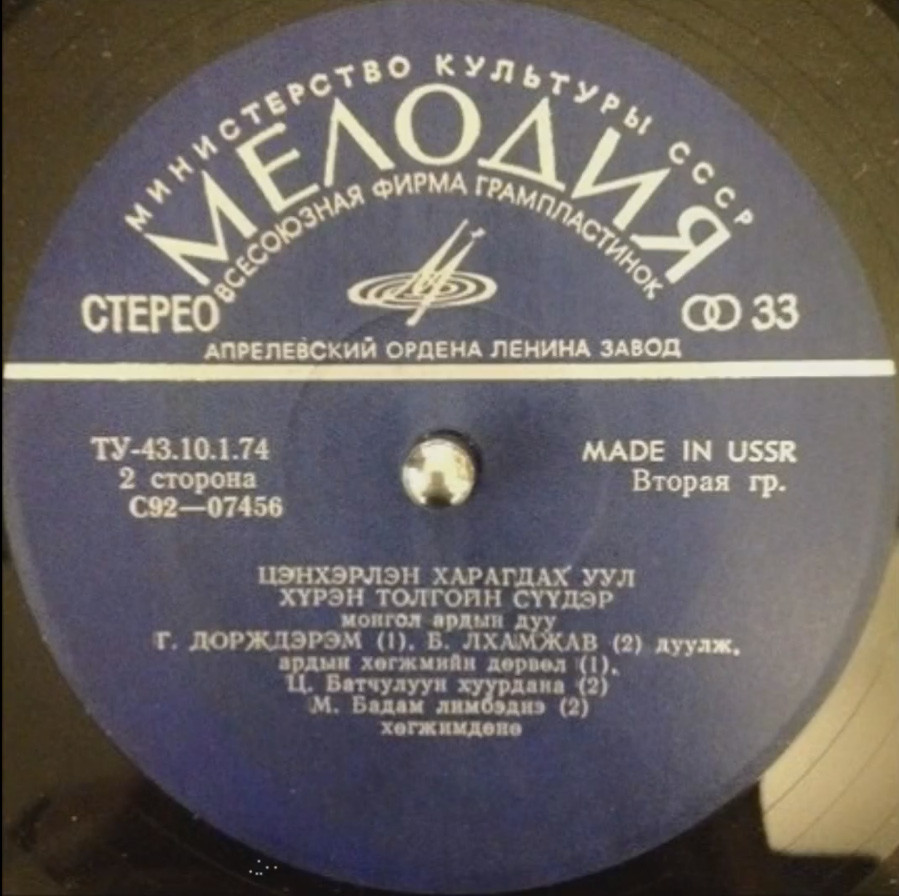 МИНИСТЕРСТВО КУЛЬТУРЫ СССР
МЕЛОДИЯ
ВСЕСОЮЗНАЯ ФИРМА ГРАМПЛАСТИНОК
СТЕРЕО
33
АПРЕЛЕВСКИЙ ОРДЕНА ЛЕНИНА ЗАВОД
ТУ-43.10.1.74
MADE IN USSR
2 сторона
Вторая гр.
С92—07456
ЦЭНХЭРЛЭН ХАРАГДАХ УУЛ
ХҮРЭН ТОЛГОЙН СҮҮДЭР
монгол ардын дуу
Г. ДОРЖДЭРЭМ (1), Б. ЛХАМЖАВ (2) дуулж,
ардын хөгжмийн дөрвөл (1),
Ц. Батчулуун хуурдана (2)
М. Бадам лимбэднэ (2)
хөгжимдөнө